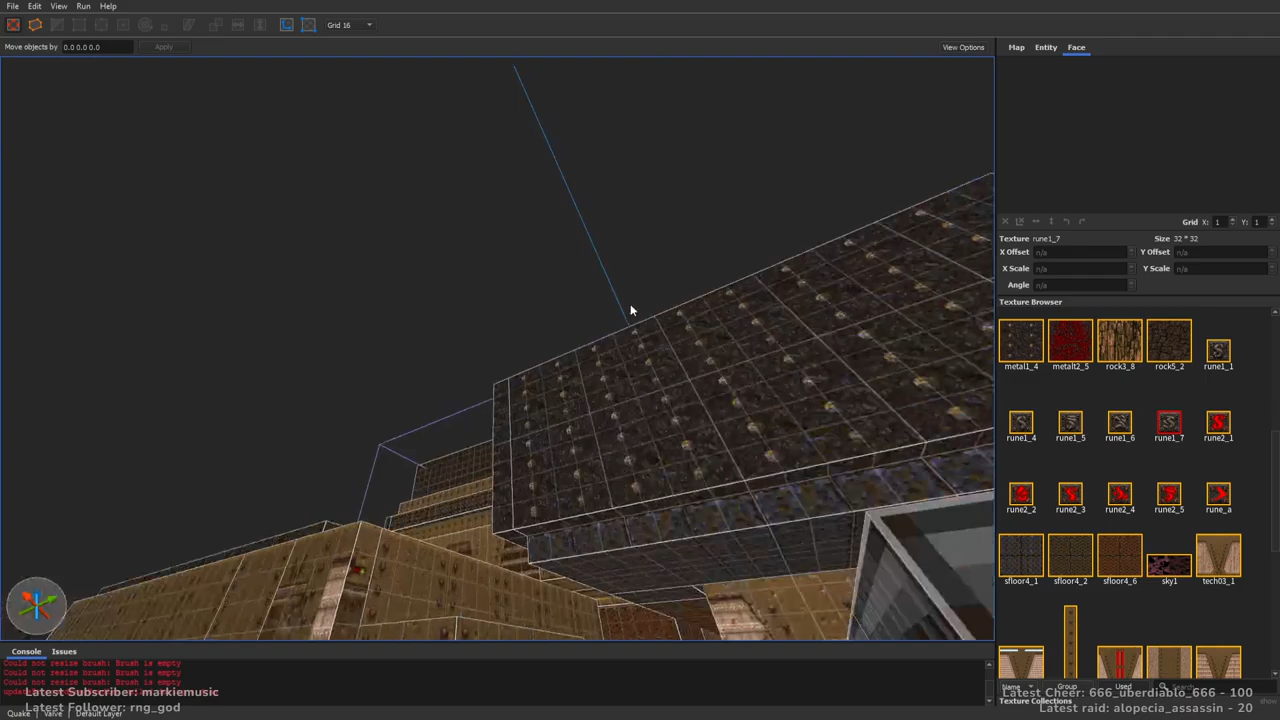 File Edit View Run Help
Grid 16
Move objects by 0.0 0.0 0.0 Apply View Options
Map Entity Face
Grid X: 1 Y: 1
Texture rune1_7 Size 32 * 32
X Offset n/a Y Offset n/a
X Scale n/a Y Scale n/a
Angle n/a
Texture Browser
metal1_4 metalt2_5 rock3_8 rock5_2 rune1_1
rune1_4 rune1_5 rune1_6 rune1_7 rune2_1
rune2_2 rune2_3 rune2_4 rune2_5 rune_a
sfloor4_1 sfloor4_2 sfloor4_6 sky1 tech03_1
Name Group Used Search
Texture Collections show
Console Issues
Could not resize brush: Brush is empty
Could not resize brush: Brush is empty
Could not resize brush: Brush is empty
Latest Subscriber: markiemusic
Latest Follower: rng_god
Latest Cheer: 666_uberdiablo_666 - 100
Latest raid: alopecia_assassin - 20
Quake Valve Default Layer